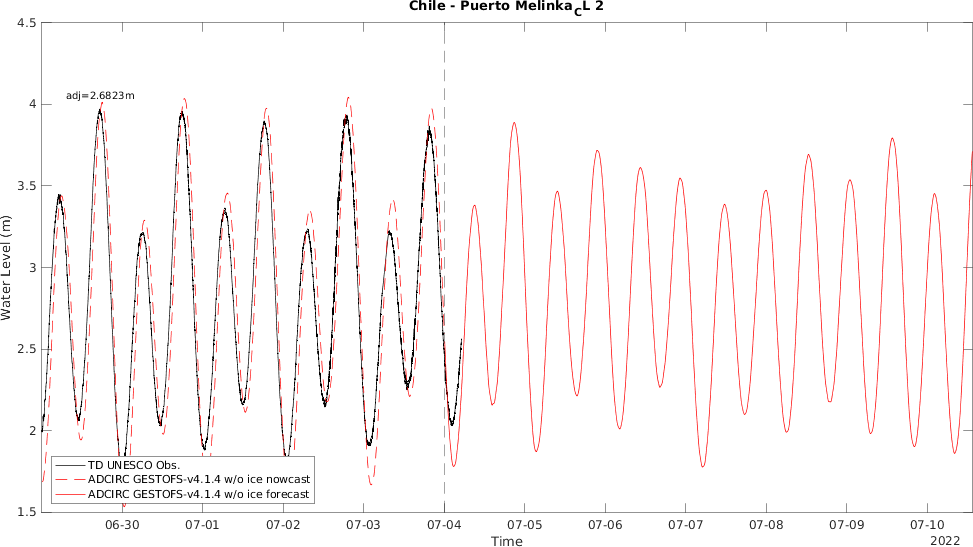 Chile - Puerto MelinkaCL 2
4.5
adj=2.6823m
4
3.5
3
2.5
2
1.5
Water Level (m)
TD UNESCO Obs.
ADCIRC GESTOFS-v4.1.4 w/o ice nowcast
ADCIRC GESTOFS-v4.1.4 w/o ice forecast
06-30 07-01 07-02 07-03 07-04 07-05 07-06 07-07 07-08 07-09 07-10
Time
2022